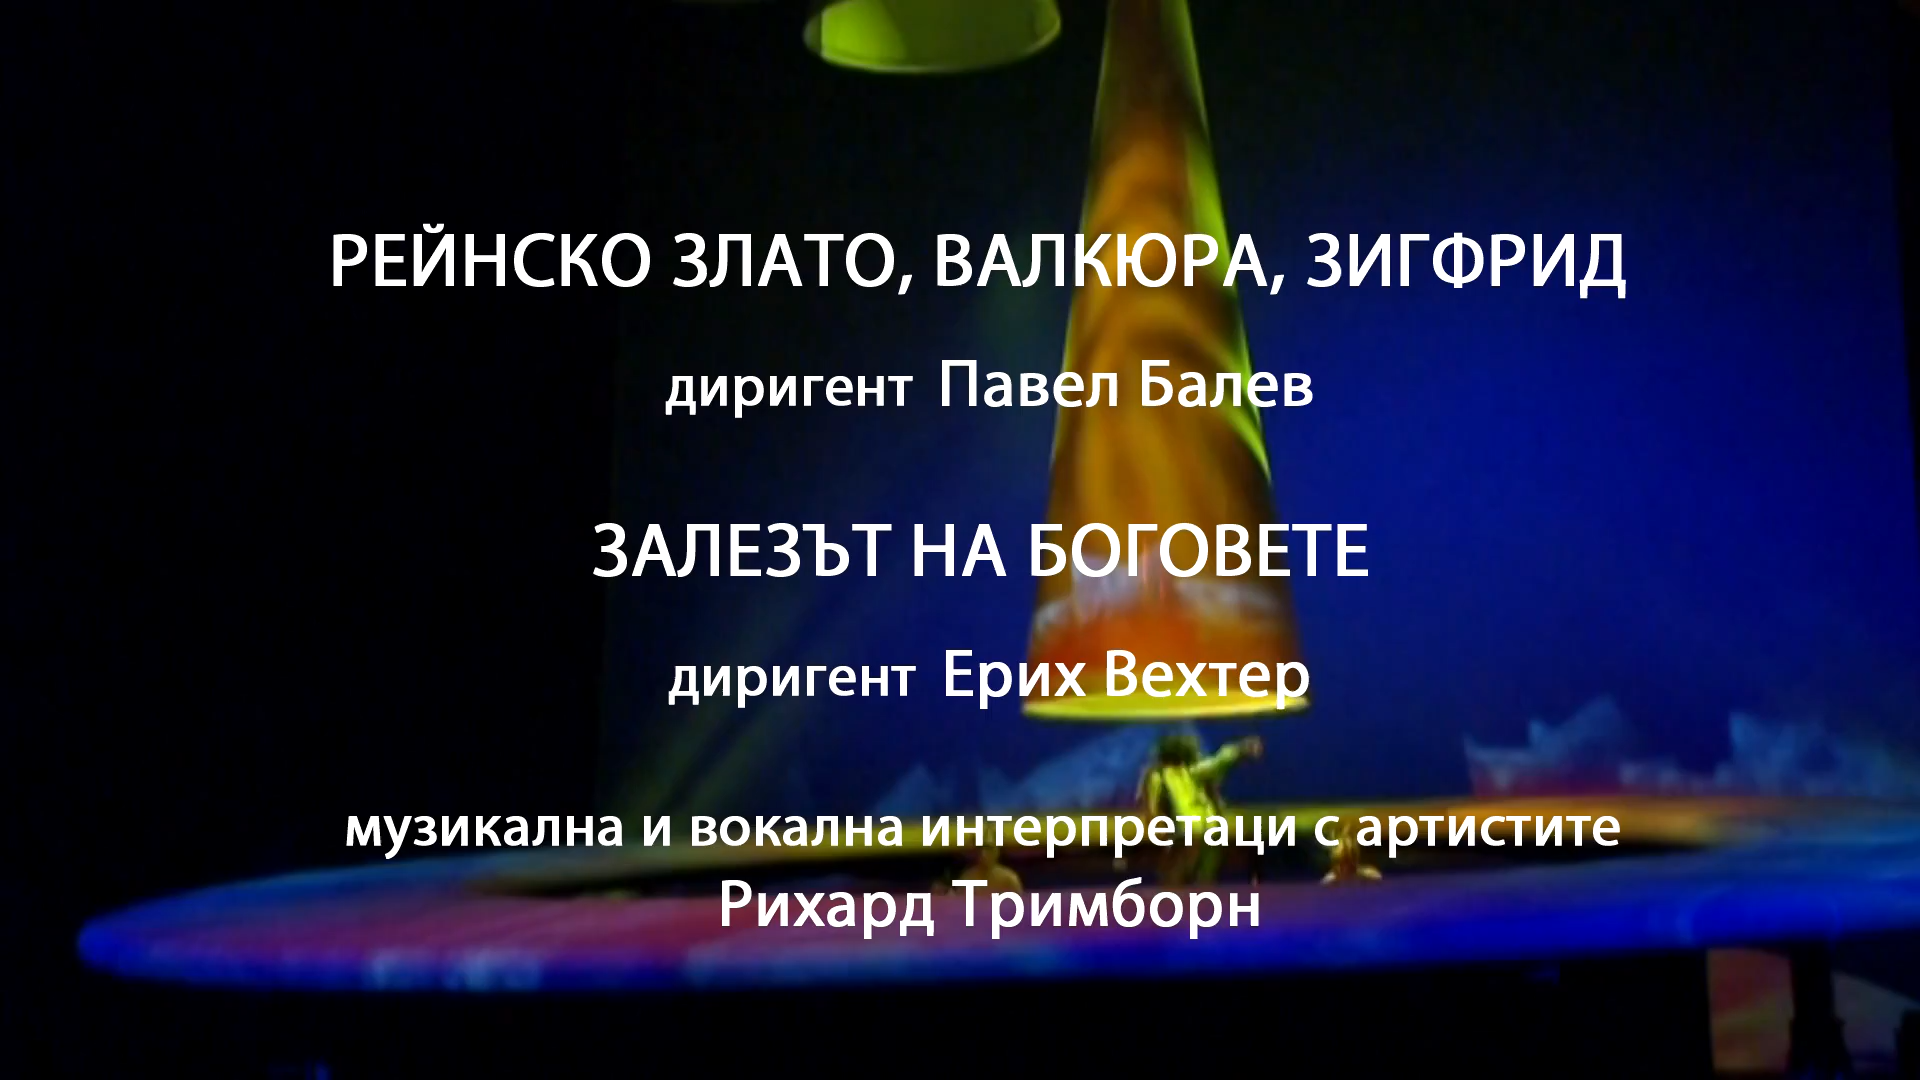 РЕЙНСКО ЗЛАТО, ВАЛКЮРА, ЗИГФРИД
диригент Павел Балев
ЗАЛЕЗЪТ НА БОГОВЕТЕ
диригент Ерих Вехтер
музикална и вокална интерпретаци с артистите
Рихард Тримборн